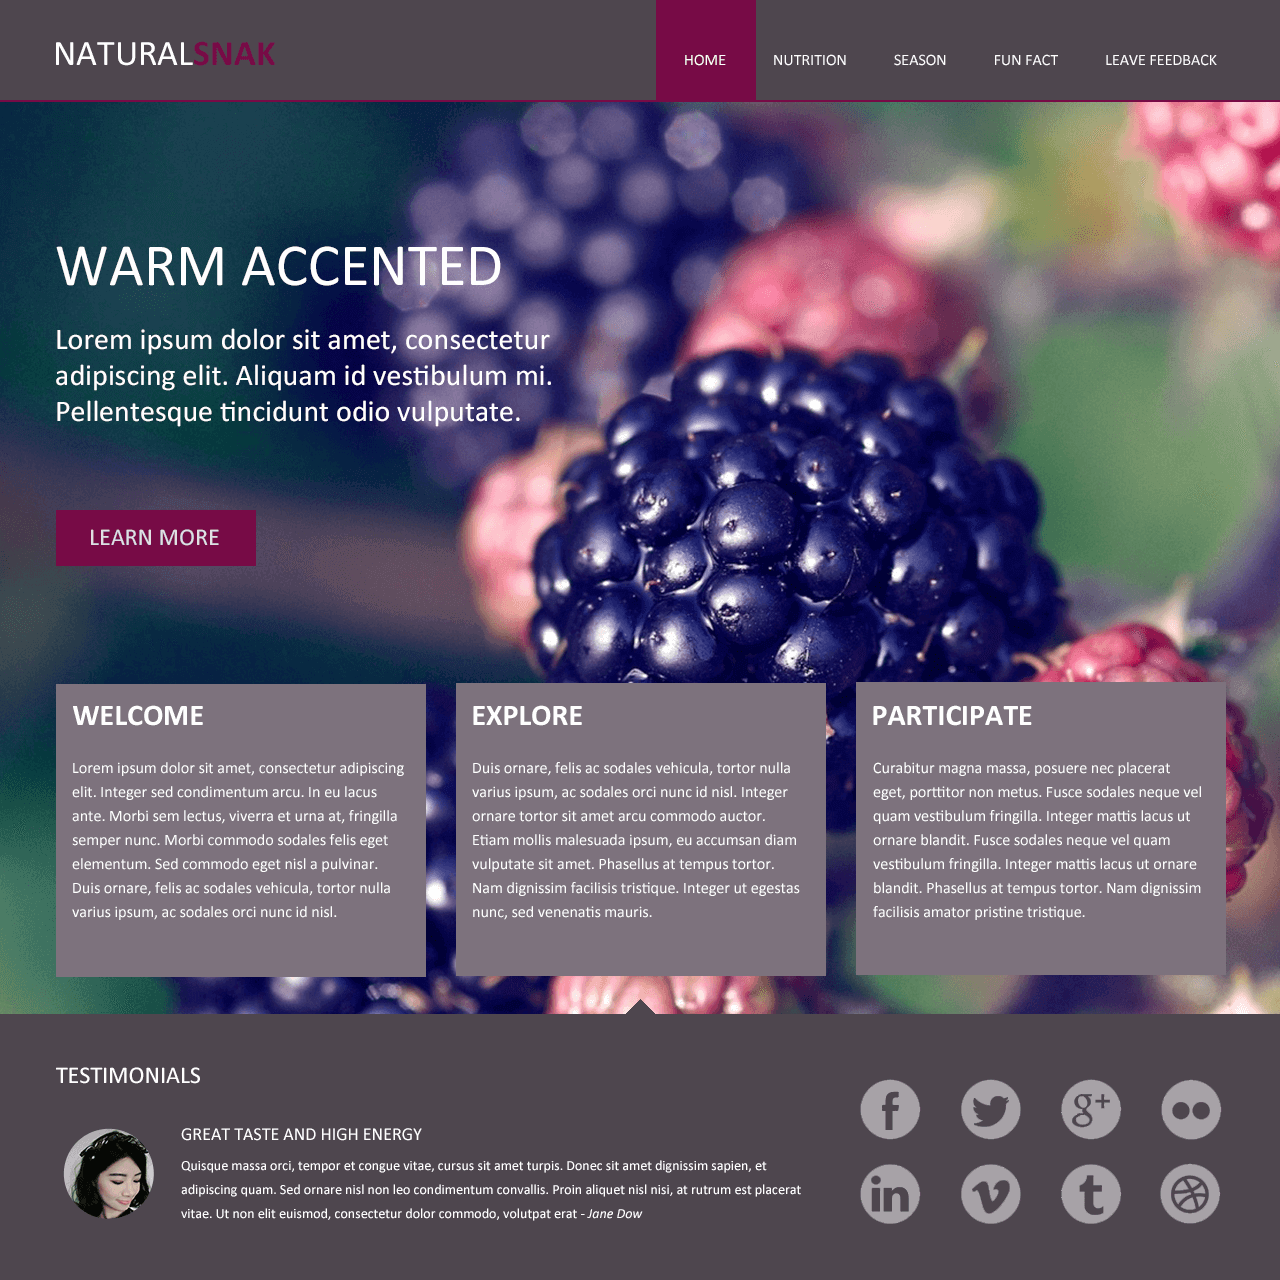 NATURALSNAK
HOME NUTRITION SEASON FUN FACT LEAVE FEEDBACK
WARM ACCENTED
Lorem ipsum dolor sit amet, consectetur
adipiscing elit. Aliquam id vestibulum mi.
Pellentesque tincidunt odio vulputate.
LEARN MORE
WELCOME
Lorem ipsum dolor sit amet, consectetur adipiscing
elit. Integer sed condimentum arcu. In eu lacus
ante. Morbi sem lectus, viverra et urna at, fringilla
semper nunc. Morbi commodo sodales felis eget
elementum. Sed commodo eget nisl a pulvinar.
Duis ornare, felis ac sodales vehicula, tortor nulla
varius ipsum, ac sodales orci nunc id nisl.
EXPLORE
Duis ornare, felis ac sodales vehicula, tortor nulla
varius ipsum, ac sodales orci nunc id nisl. Integer
ornare tortor sit amet arcu commodo auctor.
Etiam mollis malesuada ipsum, eu accumsan diam
vulputate sit amet. Phasellus at tempus tortor.
Nam dignissim facilisis tristique. Integer ut egestas
nunc, sed venenatis mauris.
PARTICIPATE
Curabitur magna massa, posuere nec placerat
eget, porttitor non metus. Fusce sodales neque vel
quam vestibulum fringilla. Integer mattis lacus ut
ornare blandit. Fusce sodales neque vel quam
vestibulum fringilla. Integer mattis lacus ut ornare
blandit. Phasellus at tempus tortor. Nam dignissim
facilisis amator pristine tristique.
TESTIMONIALS
GREAT TASTE AND HIGH ENERGY
Quisque massa orci, tempor et congue vitae, cursus sit amet turpis. Donec sit amet dignissim sapien, et
adipiscing quam. Sed ornare nisl non leo condimentum convallis. Proin aliquet nisl nisi, at rutrum est placerat
vitae. Ut non elit euismod, consectetur dolor commodo, volutpat erat - Jane Dow
f g+
in v t